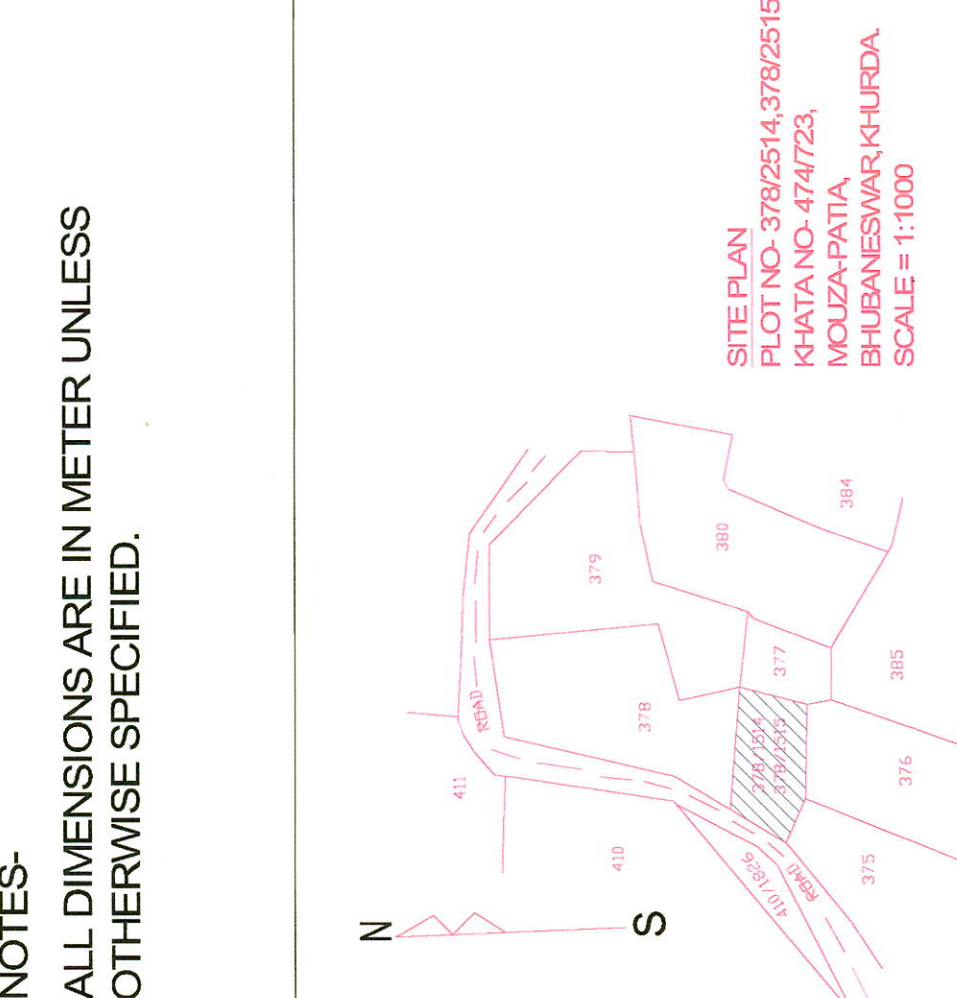 NOTES-
ALL DIMENSIONS ARE IN METER UNLESS
OTHERWISE SPECIFIED.
SITE PLAN
PLOT NO- 378/2514,378/2515
KHATA NO- 474/723,
MOUZA-PATIA,
BHUBANESWAR,KHURDA.
SCALE = 1:1000
N
S
411
ROAD
410
378
379
380
384
377
378/1514
378/1515
410/1826
ROAD
375
376
385